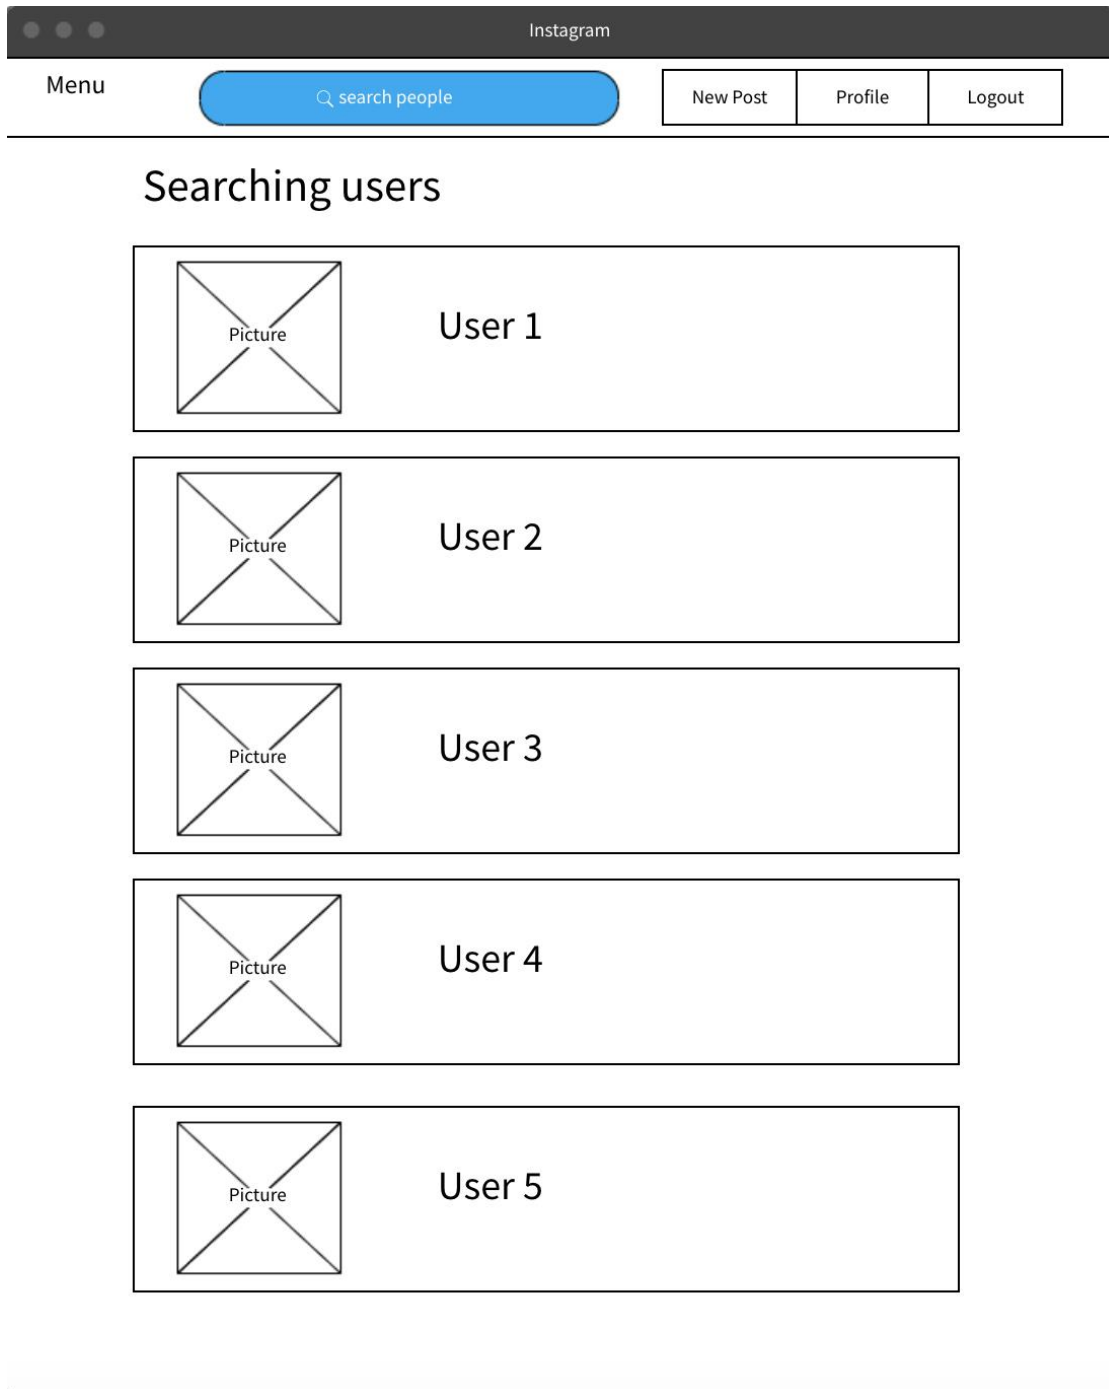 Instagram
Menu
search people
New Post
Profile
Logout
Searching users
Picture
User 1
Picture
User 2
Picture
User 3
Picture
User 4
Picture
User 5